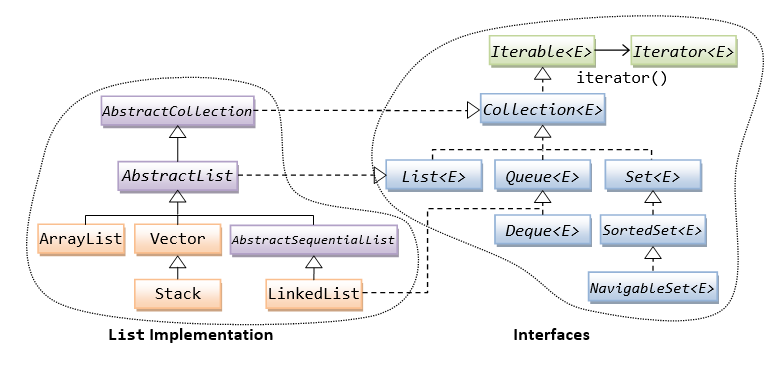 Iterable<E>
Iterator<E>
iterator()
AbstractCollection
Collection<E>
AbstractList
List<E>
Queue<E>
Set<E>
ArrayList
Vector
AbstractSequentialList
Deque<E>
SortedSet<E>
Stack
LinkedList
NavigableSet<E>
List Implementation
Interfaces